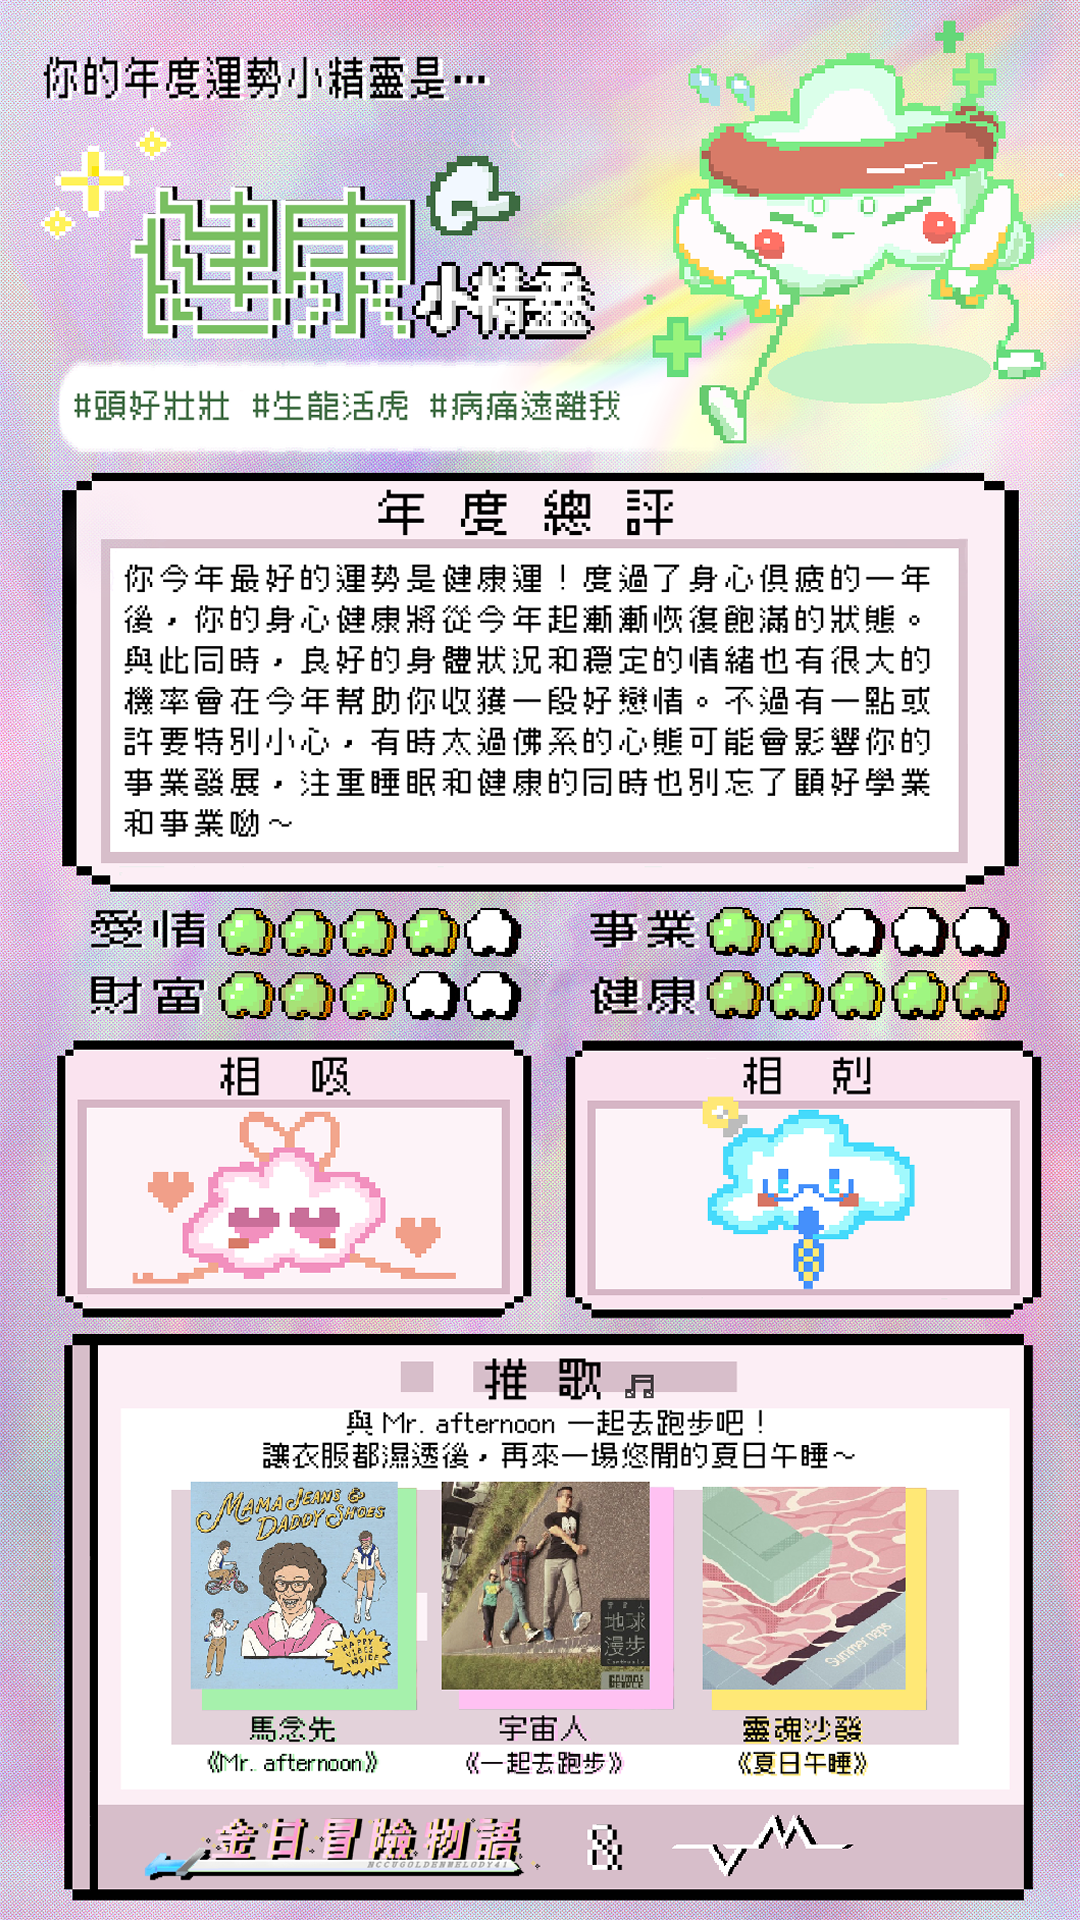 你的年度運勢小精靈是…
健康小精靈
#頭好壯壯 #生龍活虎 #病痛遠離我
年度總評
你今年最好的運勢是健康運！度過了身心俱疲的一年
後，你的身心健康將從今年起漸漸恢復飽滿的狀態。
與此同時，良好的身體狀況和穩定的情緒也有很大的
機率會在今年幫助你收獲一段好戀情。不過有一點或
許要特別小心，有時太過佛系的心態可能會影響你的
事業發展，注重睡眠和健康的同時也別忘了顧好學業
和事業呦～
愛情 事業
財富 健康
相吸 相剋
推歌
與 Mr. afternoon 一起去跑步吧！
讓衣服都濕透後，再來一場悠閒的夏日午睡～
MAMA JEANS &
DADDY SHOES
HAPPY
VIBES
INSIDE
宇宙人
地球
漫步
Summer naps
馬念先 宇宙人 靈魂沙發
《Mr. afternoon》 《一起去跑步》 《夏日午睡》
金甘冒險物語 &
NCCUGOLDENMELODY41